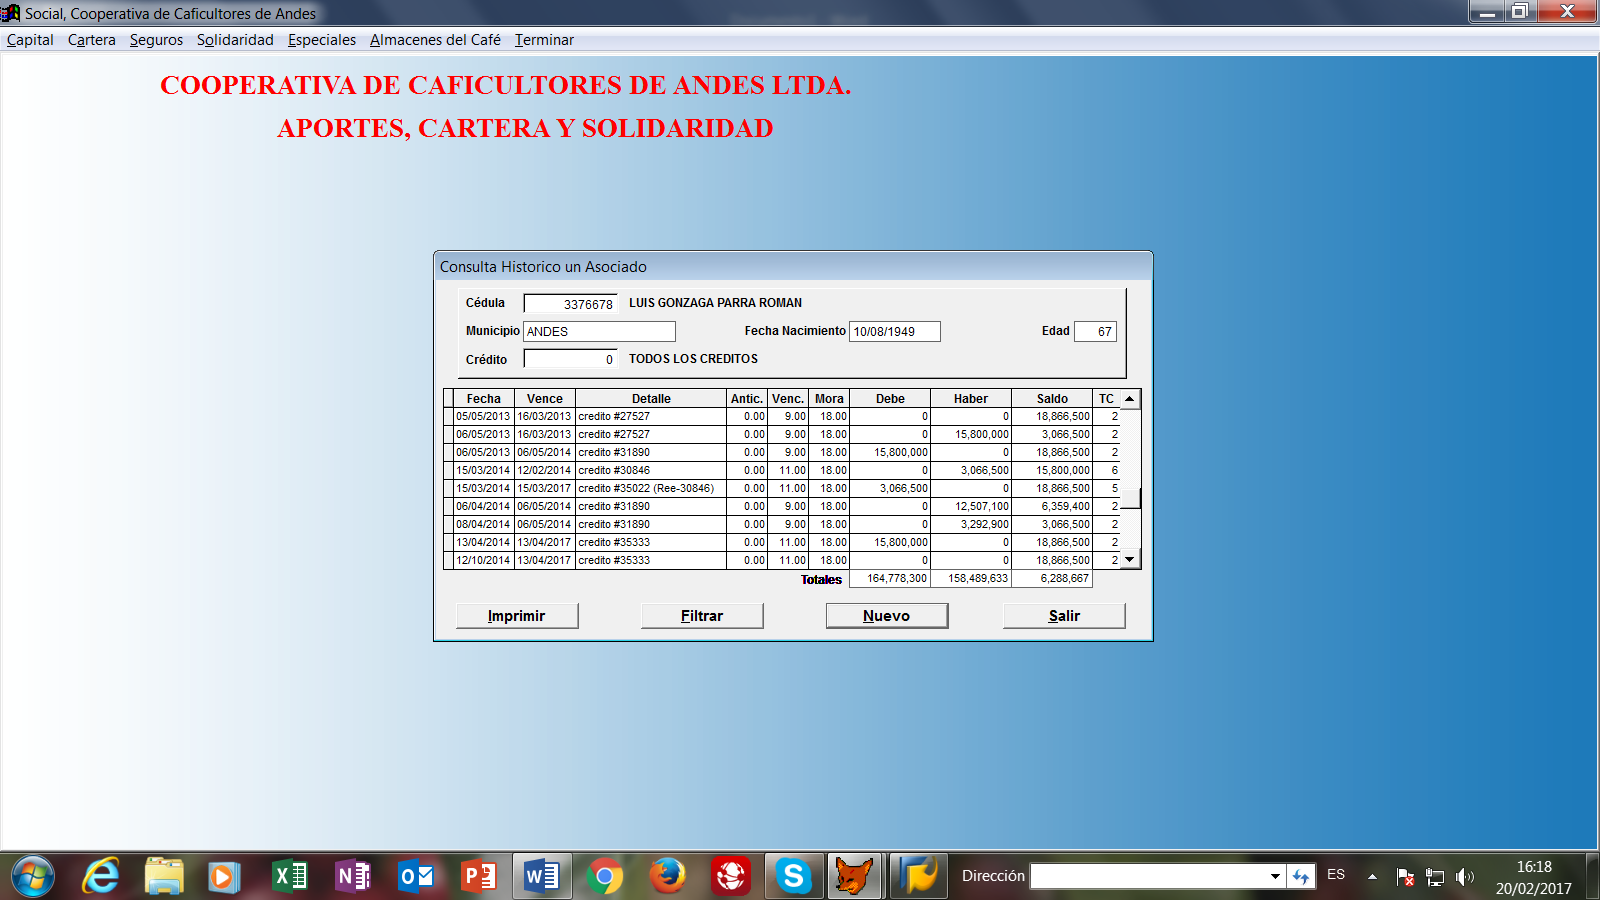 Social, Cooperativa de Caficultores de Andes
Capital Cartera Seguros Solidaridad Especiales Almacenes del Café Terminar
COOPERATIVA DE CAFICULTORES DE ANDES LTDA.
APORTES, CARTERA Y SOLIDARIDAD
Consulta Historico un Asociado
Cédula 3376678 LUIS GONZAGA PARRA ROMAN
Municipio ANDES Fecha Nacimiento 10/08/1949 Edad 67
Crédito 0 TODOS LOS CREDITOS
Fecha Vence Detalle Antic. Venc. Mora Debe Haber Saldo TC
05/05/2013 16/03/2013 credito #27527 0.00 9.00 18.00 0 0 18,866,500 2
06/05/2013 16/03/2013 credito #27527 0.00 9.00 18.00 0 15,800,000 3,066,500 2
06/05/2013 06/05/2014 credito #31890 0.00 9.00 18.00 15,800,000 0 18,866,500 2
15/03/2014 12/02/2014 credito #30846 0.00 11.00 18.00 0 3,066,500 15,800,000 6
15/03/2014 15/03/2017 credito #35022 (Ree-30846) 0.00 11.00 18.00 3,066,500 0 18,866,500 5
06/04/2014 06/05/2014 credito #31890 0.00 9.00 18.00 0 12,507,100 6,359,400 2
08/04/2014 06/05/2014 credito #31890 0.00 9.00 18.00 0 3,292,900 3,066,500 2
13/04/2014 13/04/2017 credito #35333 0.00 11.00 18.00 15,800,000 0 18,866,500 2
12/10/2014 13/04/2017 credito #35333 0.00 11.00 18.00 0 0 18,866,500 2
Totales 164,778,300 158,489,633 6,288,667
Imprimir Filtrar Nuevo Salir
Dirección ES 16:18
20/02/2017